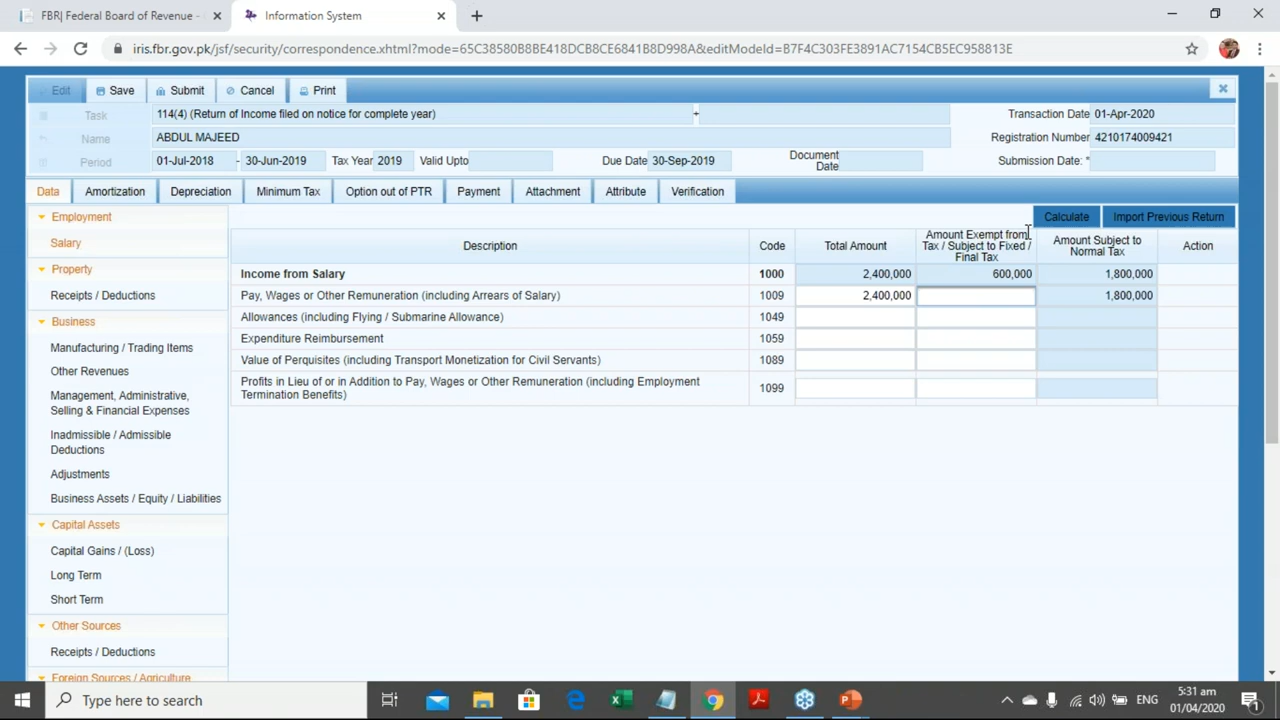 FBR| Federal Board of Revenue -
Information System
iris.fbr.gov.pk/jsf/security/correspondence.xhtml?mode=65C38580B8BE418DCB8CE6841B8D998A&editModeId=B7F4C303FE3891AC7154CB5EC958813E
Edit Save Submit Cancel Print
Task 114(4) (Return of Income filed on notice for complete year) + Transaction Date 01-Apr-2020
Name ABDUL MAJEED Registration Number 4210174009421
Period 01-Jul-2018 - 30-Jun-2019 Tax Year 2019 Valid Upto Due Date 30-Sep-2019 Document Date Submission Date: *
Data Amortization Depreciation Minimum Tax Option out of PTR Payment Attachment Attribute Verification
Employment
Salary
Property
Receipts / Deductions
Business
Manufacturing / Trading Items
Other Revenues
Management, Administrative,
Selling & Financial Expenses
Inadmissible / Admissible
Deductions
Adjustments
Business Assets / Equity / Liabilities
Capital Assets
Capital Gains / (Loss)
Long Term
Short Term
Other Sources
Receipts / Deductions
Foreign Sources / Agriculture
Calculate Import Previous Return
Description Code Total Amount Amount Exempt from Tax / Subject to Fixed / Final Tax Amount Subject to Normal Tax Action
Income from Salary 1000 2,400,000 600,000 1,800,000
Pay, Wages or Other Remuneration (including Arrears of Salary) 1009 2,400,000 1,800,000
Allowances (including Flying / Submarine Allowance) 1049
Expenditure Reimbursement 1059
Value of Perquisites (including Transport Monetization for Civil Servants) 1089
Profits in Lieu of or in Addition to Pay, Wages or Other Remuneration (including Employment
Termination Benefits) 1099
Type here to search
ENG
5:31 am
01/04/2020
1